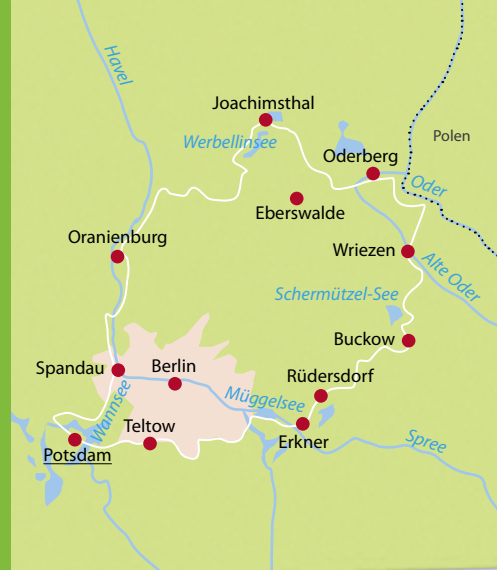 Havel
Joachimsthal
Werbellinsee
Polen
Oderberg
Oder
Eberswalde
Oranienburg
Wriezen
Alte Oder
Schermützel-See
Buckow
Spandau
Berlin
Rüdersdorf
Wannsee
Müggelsee
Teltow
Erkner
Spree
Potsdam